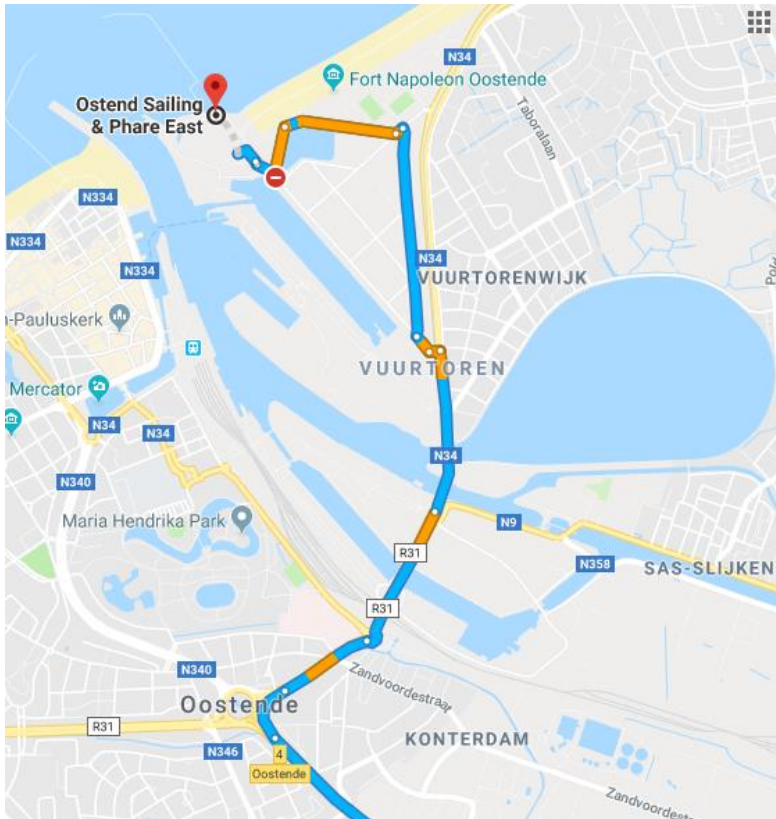 N34
Ostend Sailing
& Phare East
Fort Napoleon Oostende
Taboralaan
N334
N334
N334
N34
VUURTORENWIJK
n-Pauluskerk
VUURTOREN
Mercator
N34
N34
N34
N340
Maria Hendrika Park
N9
R31
N358
SAS-SLIJKEN
R31
N340
Zandvoordestraat
Oostende
R31
N346
KONTERDAM
4
Oostende
Zandvoordestraat